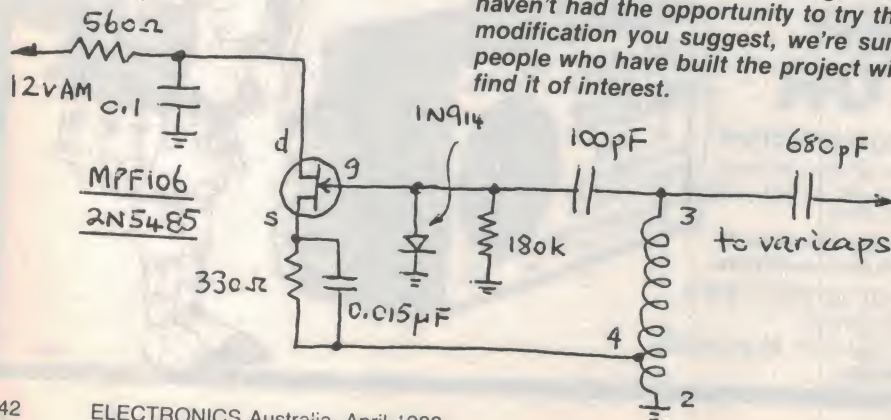 haven't had the opportunity to try th
modification you suggest, we're sur
people who have built the project wi
find it of interest.
560Ω
12v AM
0.1
MPF106
2N5485
d
g
s
1N914
100pF
680pF
180k
3
to varicaps
330Ω
0.015µF
4
2
42 ELECTRONICS Australia, April